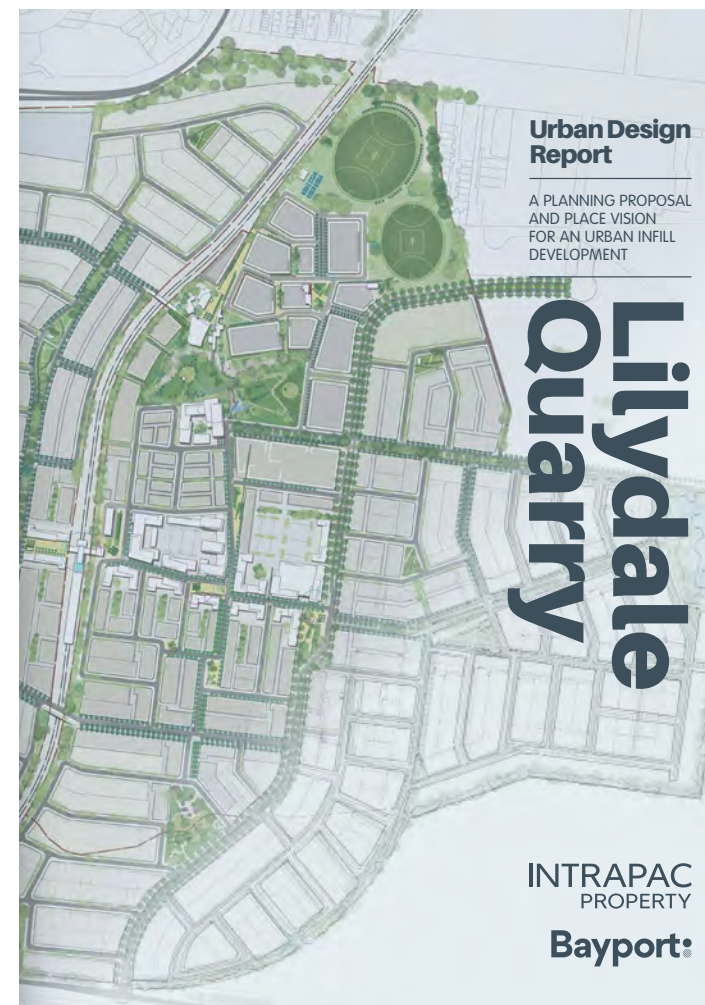 Urban Design
Report
A PLANNING PROPOSAL
AND PLACE VISION
FOR AN URBAN INFILL
DEVELOPMENT
Lilydale
Quarry
INTRAPAC
PROPERTY
Bayport: